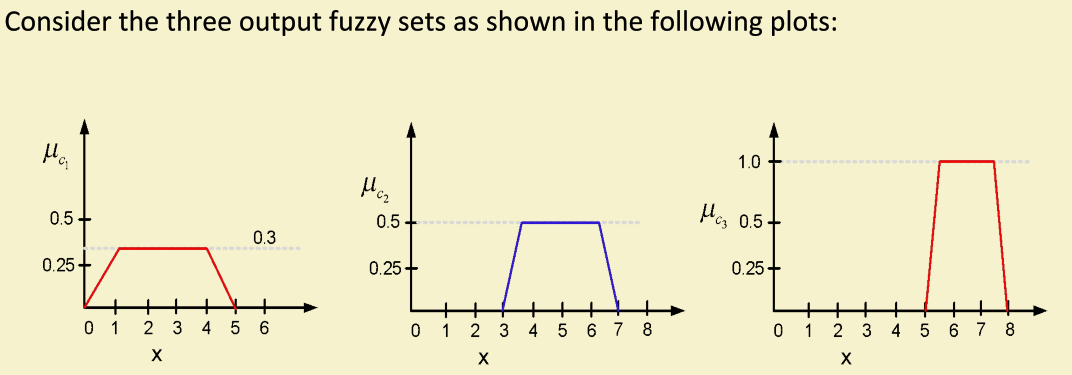 Consider the three output fuzzy sets as shown in the following plots:
μc1
0.5
0.3
0.25
0 1 2 3 4 5 6
x
μc2
0.5
0.25
0 1 2 3 4 5 6 7 8
x
1.0
μc3
0.5
0.25
0 1 2 3 4 5 6 7 8
x